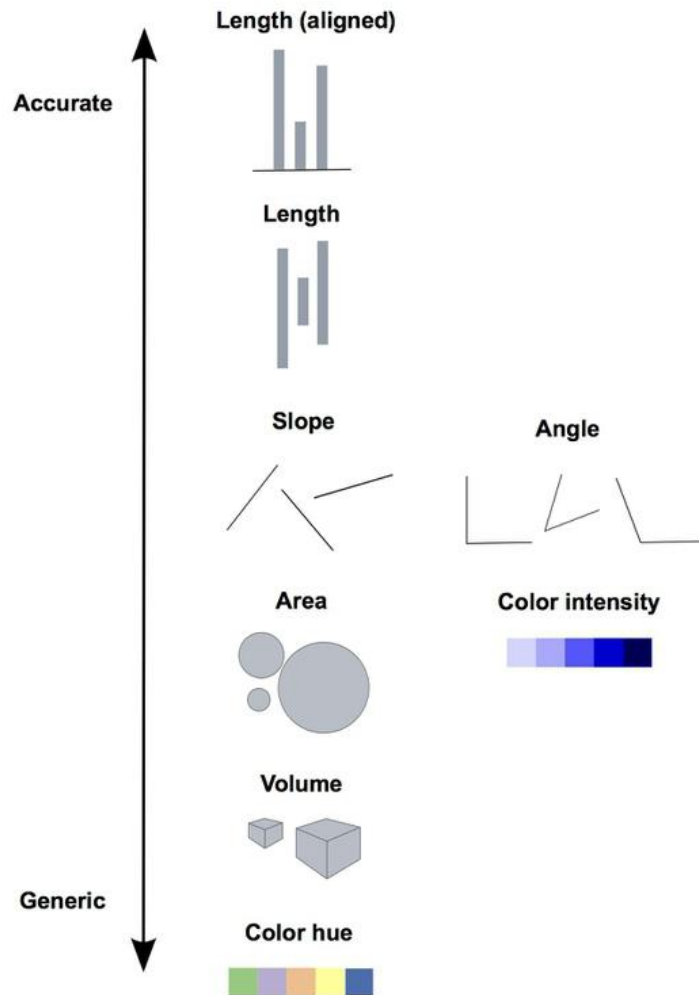 Length (aligned)
Accurate
Length
Slope
Angle
Area
Color intensity
Volume
Generic
Color hue